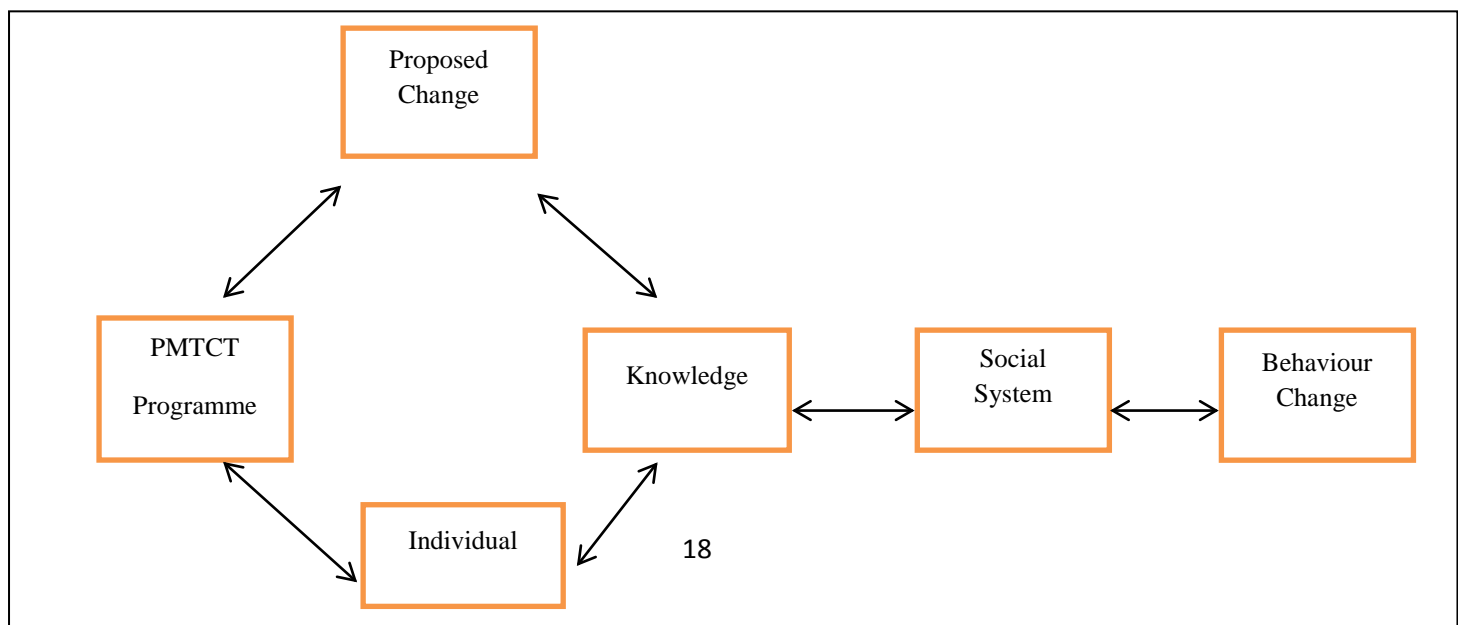 Proposed
Change
PMTCT
Programme
Knowledge
Social
System
Behaviour
Change
Individual
18